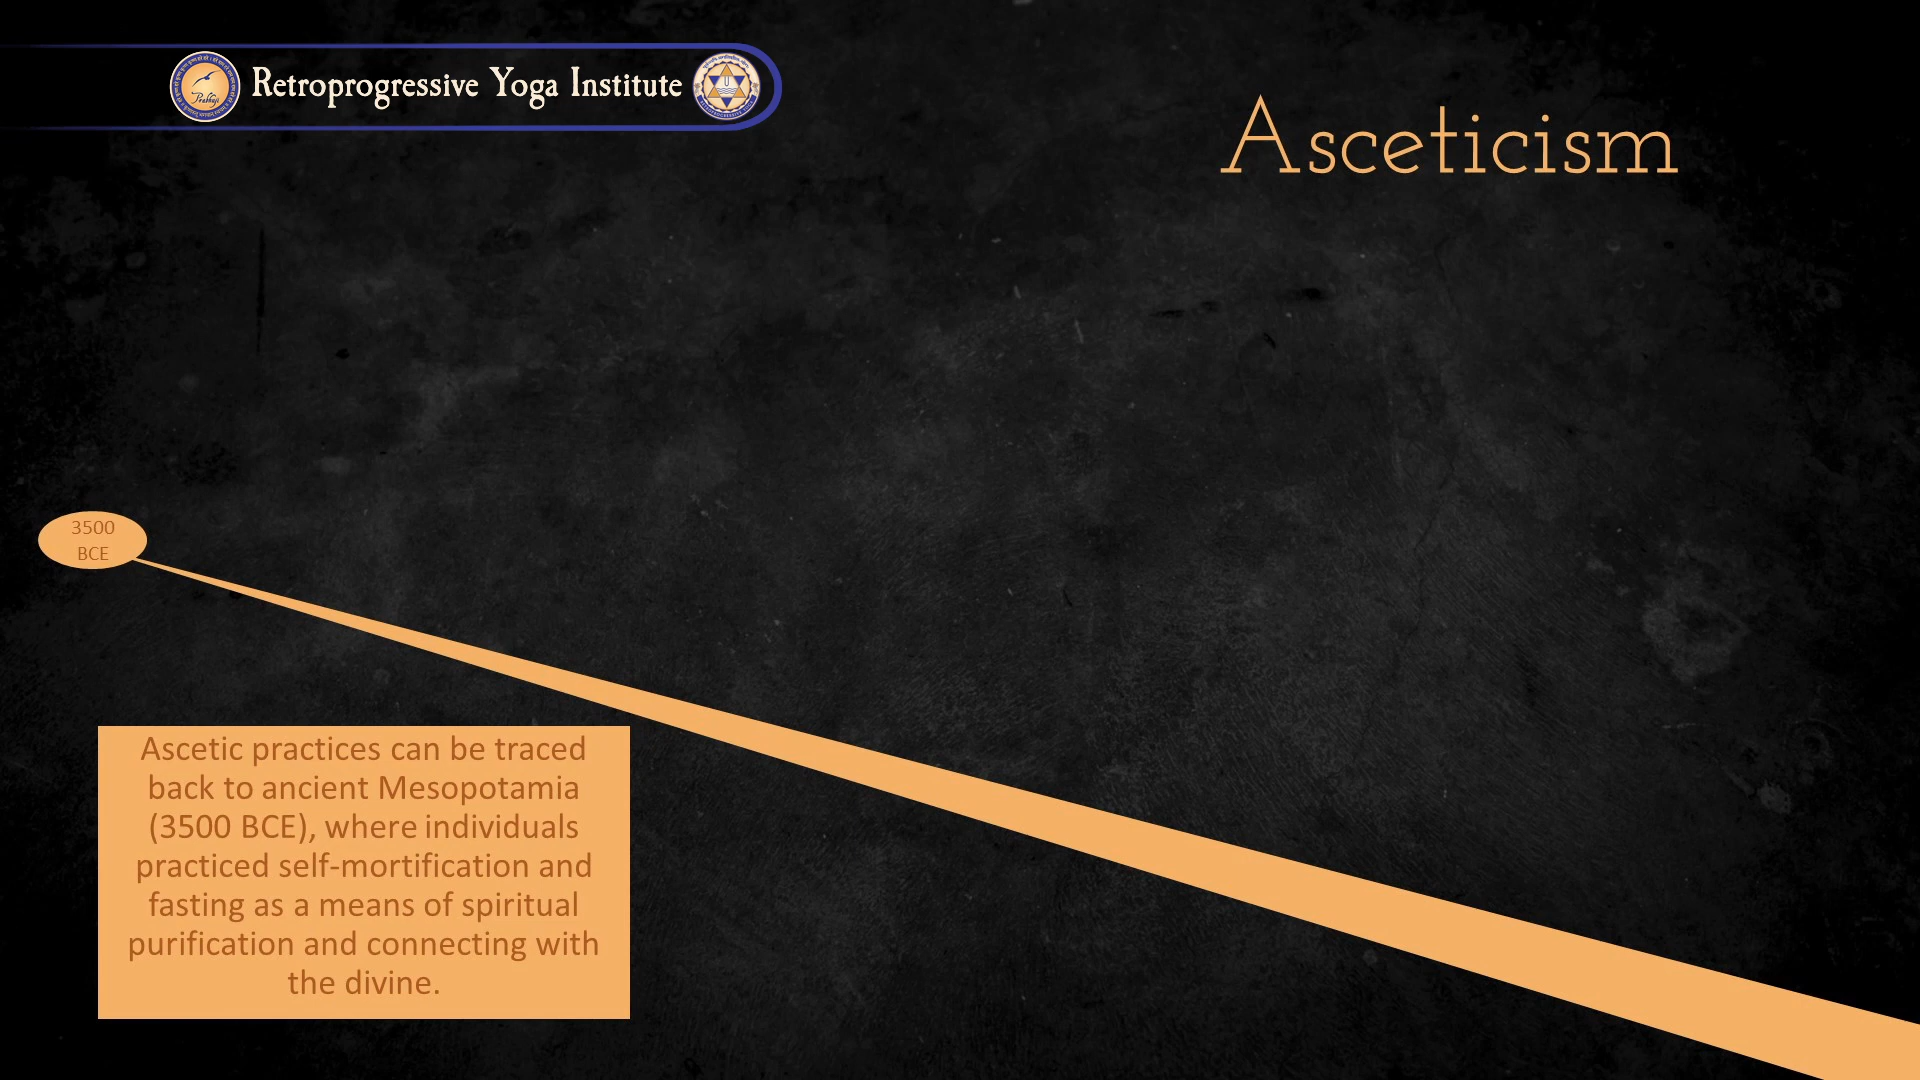 Retroprogressive Yoga Institute
Prabhuji
Asceticism
3500
BCE
Ascetic practices can be traced
back to ancient Mesopotamia
(3500 BCE), where individuals
practiced self-mortification and
fasting as a means of spiritual
purification and connecting with
the divine.